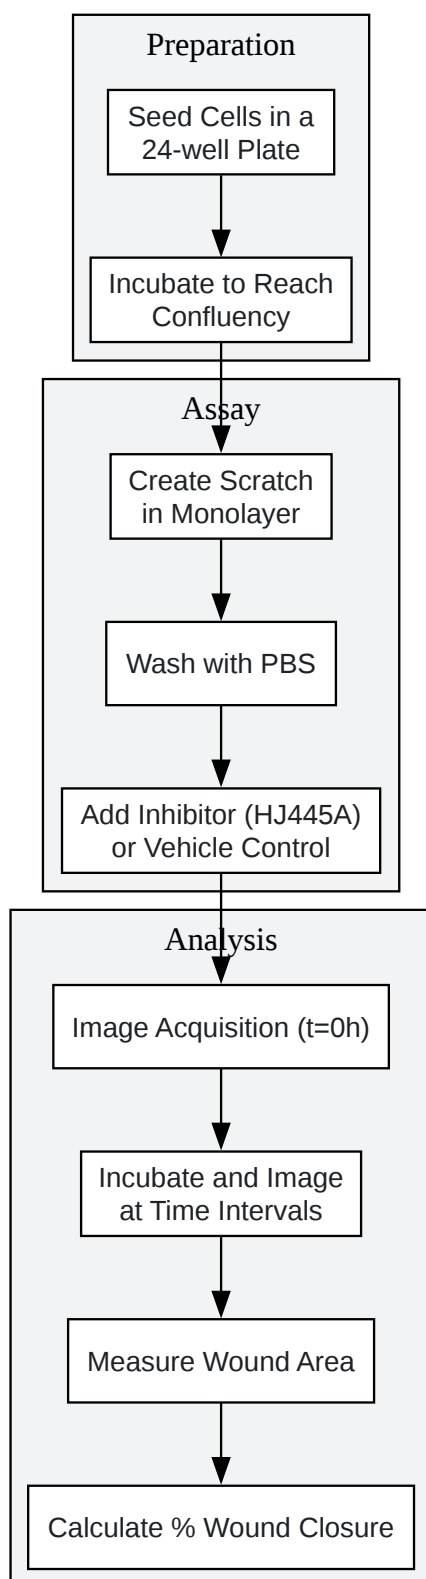 Preparation
Seed Cells in a
24-well Plate
Incubate to Reach
Confluency
Assay
Create Scratch
in Monolayer
Wash with PBS
Add Inhibitor (HJ445A)
or Vehicle Control
Analysis
Image Acquisition (t=0h)
Incubate and Image
at Time Intervals
Measure Wound Area
Calculate % Wound Closure